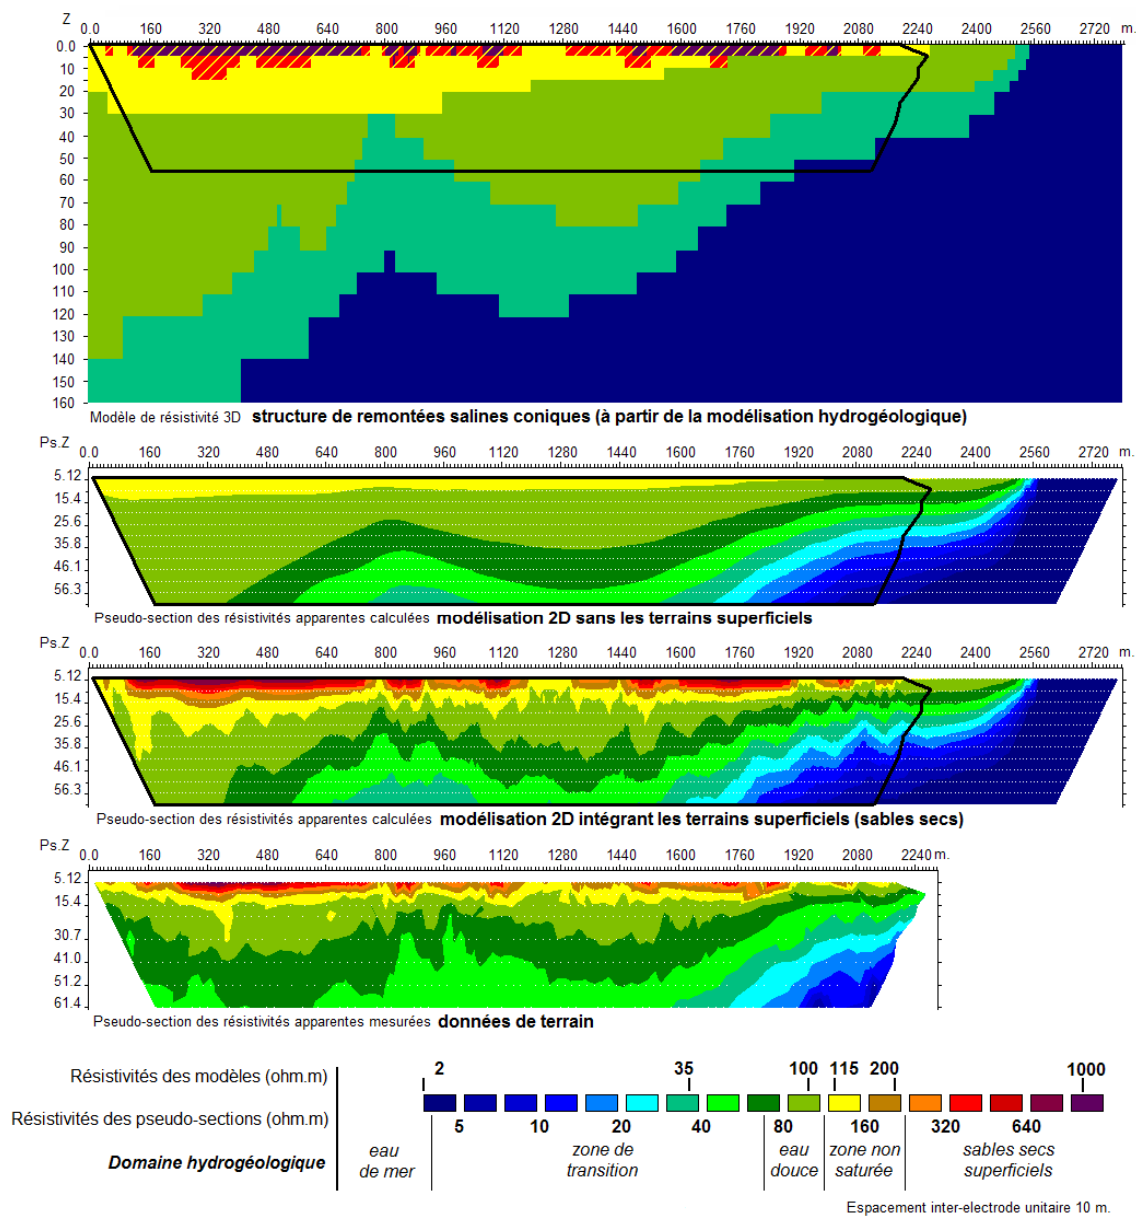 Z
0.0 160 320 480 640 800 960 1120 1280 1440 1600 1760 1920 2080 2240 2400 2560 2720 m.
0.0
10
20
30
40
50
60
70
80
90
100
110
120
130
140
150
160
Modèle de résistivité 3D structure de remontées salines coniques (à partir de la modélisation hydrogéologique)
Ps.Z
0.0 160 320 480 640 800 960 1120 1280 1440 1600 1760 1920 2080 2240 2400 2560 2720 m.
5.12
15.4
25.6
35.8
46.1
56.3
Pseudo-section des résistivités apparentes calculées modélisation 2D sans les terrains superficiels
Ps.Z
0.0 160 320 480 640 800 960 1120 1280 1440 1600 1760 1920 2080 2240 2400 2560 2720 m.
5.12
15.4
25.6
35.8
46.1
56.3
Pseudo-section des résistivités apparentes calculées modélisation 2D intégrant les terrains superficiels (sables secs)
Ps.Z
0.0 160 320 480 640 800 960 1120 1280 1440 1600 1760 1920 2080 2240 m.
5.12
15.4
30.7
41.0
51.2
61.4
Pseudo-section des résistivités apparentes mesurées données de terrain
Résistivités des modèles (ohm.m) 2 35 100 115 200 1000
Résistivités des pseudo-sections (ohm.m) 5 10 20 40 80 160 320 640
Domaine hydrogéologique
eau
de mer
zone de
transition
eau
douce
zone non
saturée
sables secs
superficiels
Espacement inter-electrode unitaire 10 m.